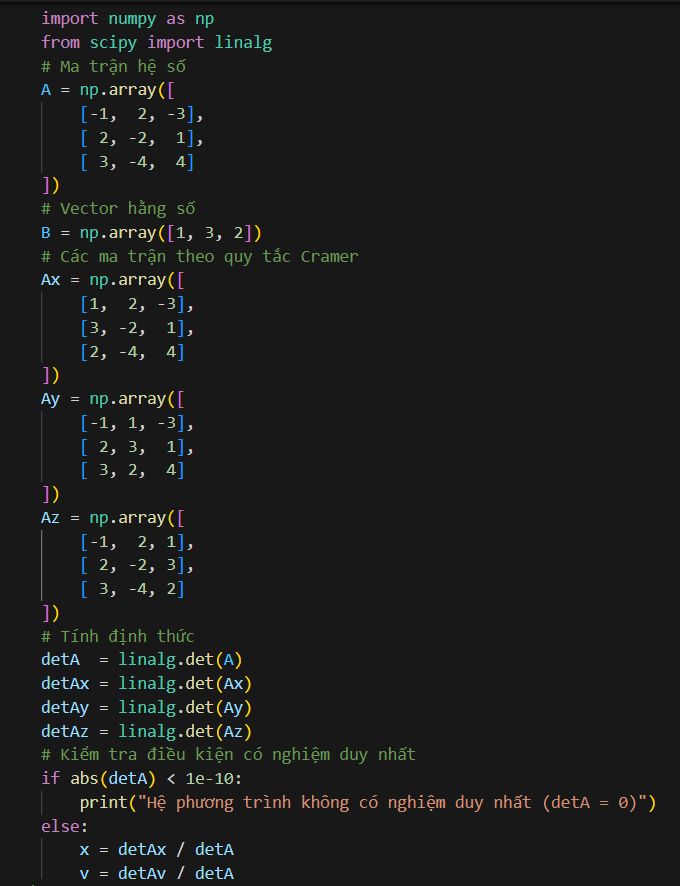 import numpy as np
from scipy import linalg
# Ma trận hệ số
A = np.array([
    [-1,  2, -3],
    [ 2, -2,  1],
    [ 3, -4,  4]
])
# Vector hằng số
B = np.array([1, 3, 2])
# Các ma trận theo quy tắc Cramer
Ax = np.array([
    [1,  2, -3],
    [3, -2,  1],
    [2, -4,  4]
])
Ay = np.array([
    [-1, 1, -3],
    [ 2, 3,  1],
    [ 3, 2,  4]
])
Az = np.array([
    [-1,  2, 1],
    [ 2, -2, 3],
    [ 3, -4, 2]
])
# Tính định thức
detA  = linalg.det(A)
detAx = linalg.det(Ax)
detAy = linalg.det(Ay)
detAz = linalg.det(Az)
# Kiểm tra điều kiện có nghiệm duy nhất
if abs(detA) < 1e-10:
    print("Hệ phương trình không có nghiệm duy nhất (detA = 0)")
else:
    x = detAx / detA
    y = detAy / detA